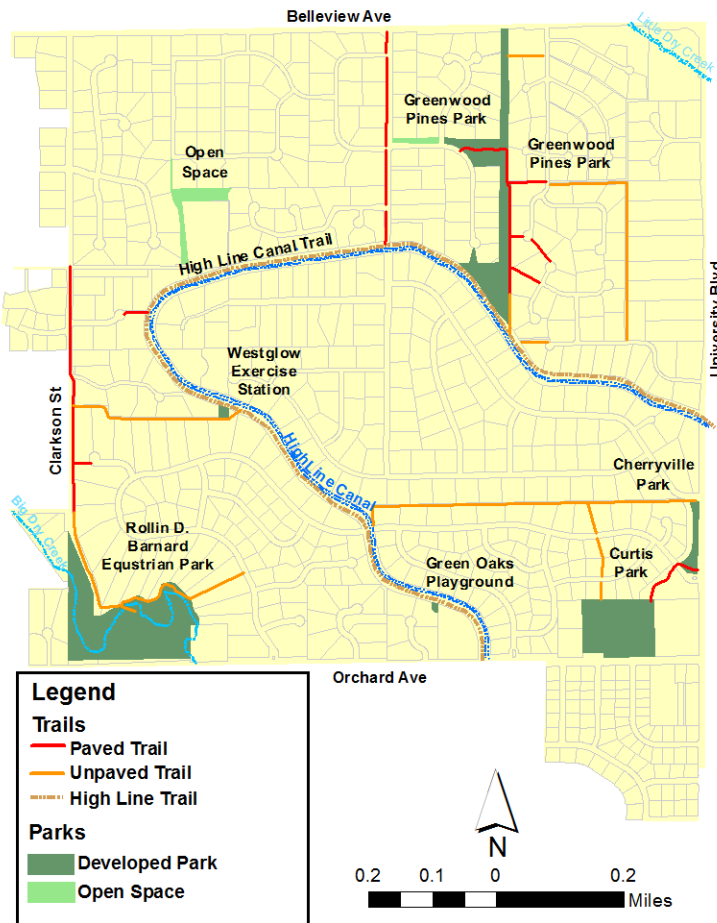 Belleview Ave
Little Dry Creek
Greenwood
Pines Park
Greenwood
Pines Park
Open
Space
High Line Canal Trail
University Blvd
Westglow
Exercise
Station
Clarkson St
High Line Canal
Cherryville
Park
Big Dry Creek
Rollin D.
Barnard
Equstrian Park
Green Oaks
Playground
Curtis
Park
Orchard Ave
Legend
Trails
Paved Trail
Unpaved Trail
High Line Trail
Parks
Developed Park
Open Space
N
0.2 0.1 0 0.2
Miles